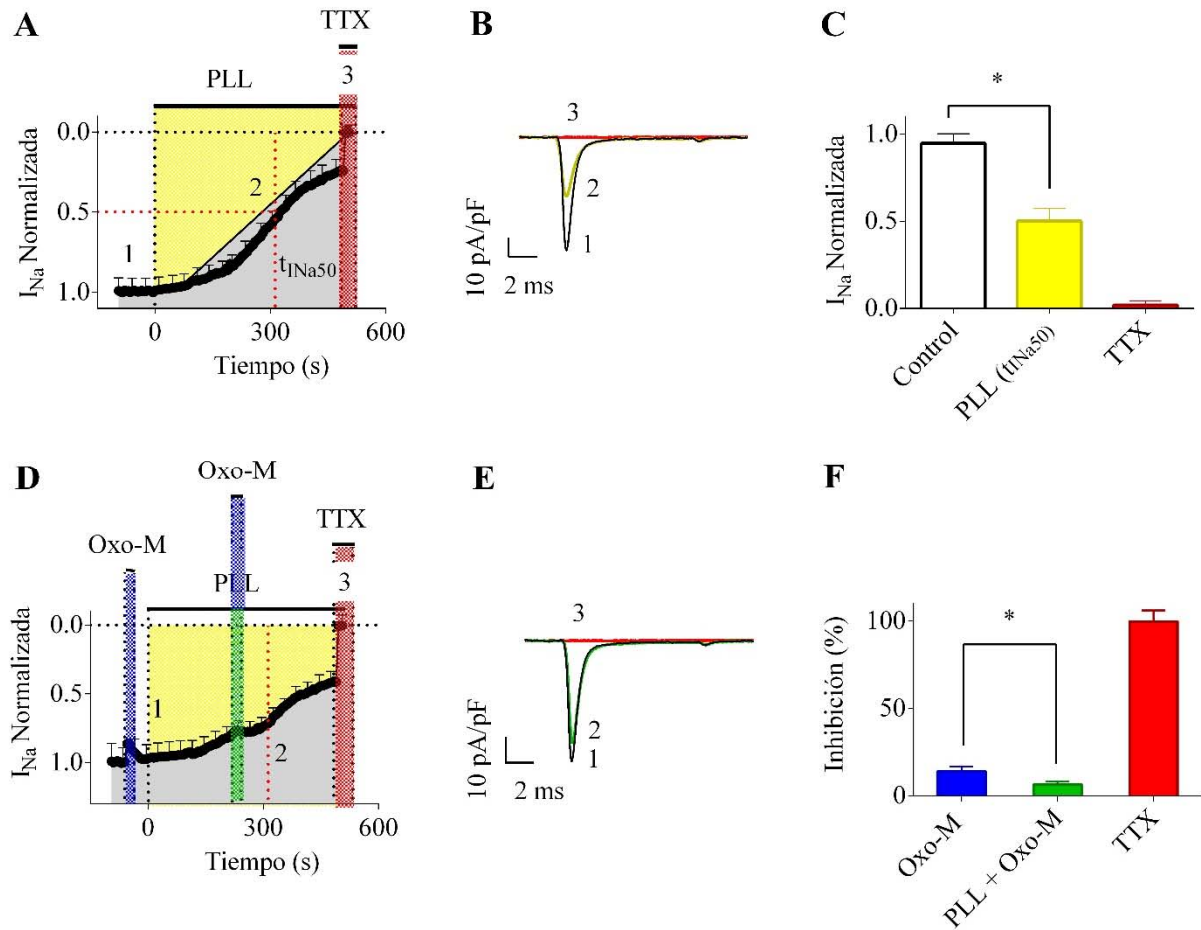 A
TTX
PLL
3
0.0
2
0.5
1
tINa50
1.0
INa Normalizada
0
300
600
Tiempo (s)
B
3
2
1
10 pA/pF
2 ms
C
*
1.0
0.5
0.0
INa Normalizada
Control
PLL (tINa50)
TTX
D
Oxo-M
TTX
Oxo-M
PLL
3
0.0
1
0.5
2
1.0
INa Normalizada
0
300
600
Tiempo (s)
E
3
2
1
10 pA/pF
2 ms
F
*
100
50
0
Inhibición (%)
Oxo-M
PLL + Oxo-M
TTX